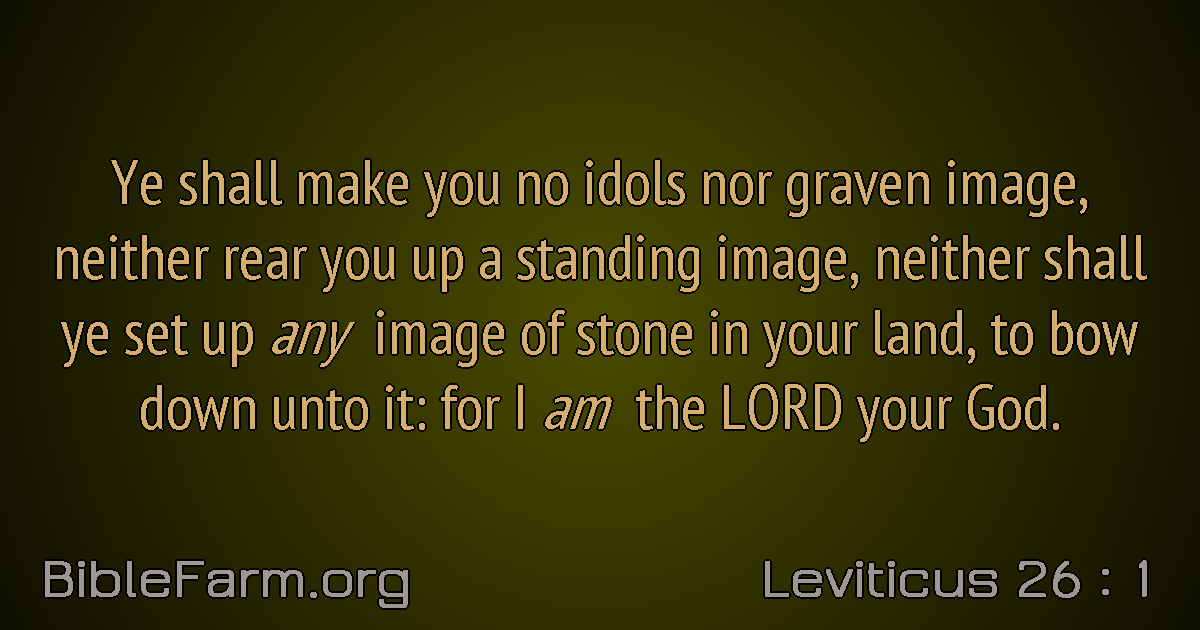 Ye shall make you no idols nor graven image,
neither rear you up a standing image, neither shall
ye set up any image of stone in your land, to bow
down unto it: for I am the LORD your God.
BibleFarm.org
Leviticus 26 : 1